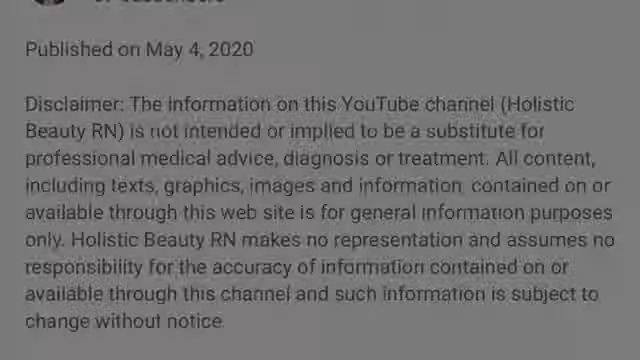 Published on May 4, 2020
Disclaimer: The information on this YouTube channel (Holistic
Beauty RN) is not intended or implied to be a substitute for
professional medical advice, diagnosis or treatment. All content,
including texts, graphics, images and information, contained on or
available through this web site is for general information purposes
only. Holistic Beauty RN makes no representation and assumes no
responsibility for the accuracy of information contained on or
available through this channel and such information is subject to
change without notice.